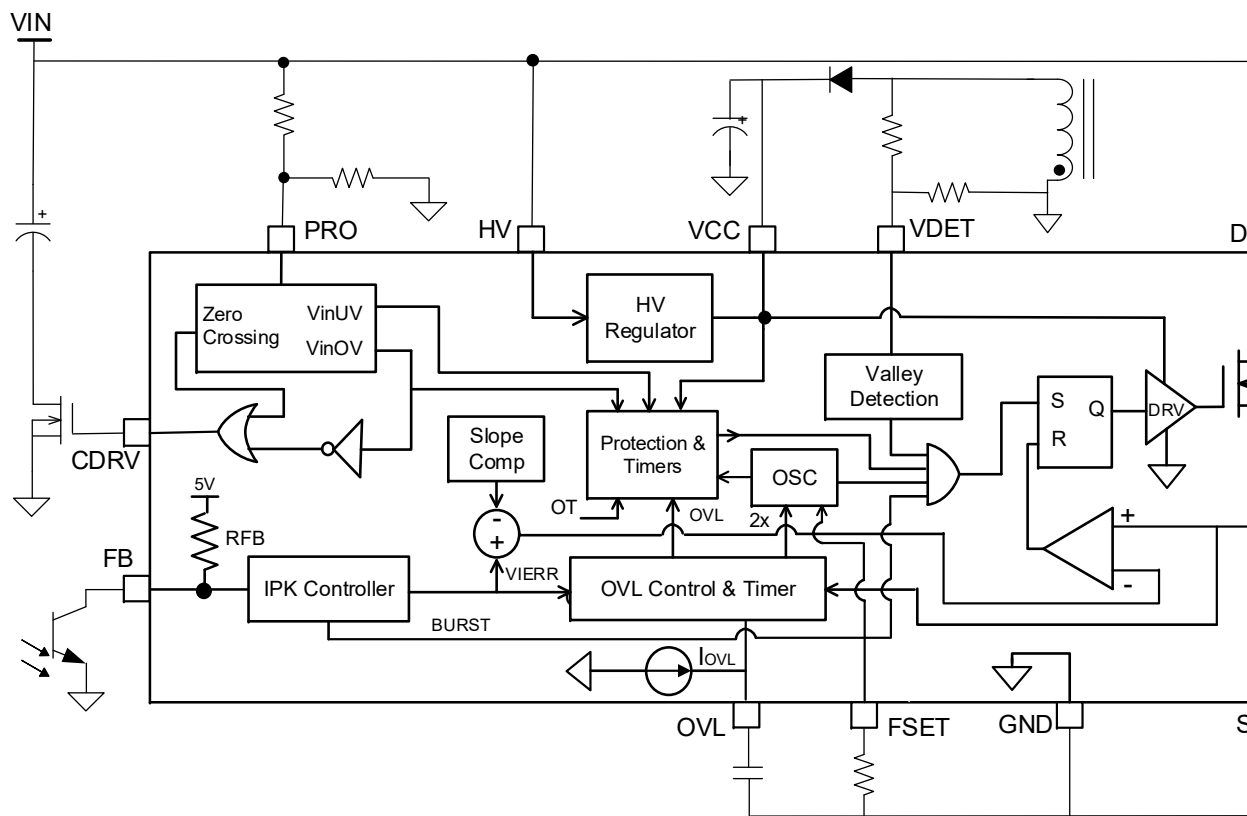 VIN
+
+
PRO
HV
VCC
VDET
D
Zero
Crossing
VinUV
VinOV
HV
Regulator
Valley
Detection
S
Q
R
DRV
CDRV
Slope
Comp
Protection &
Timers
OSC
5V
OT
OVL
2x
-
+
+
-
RFB
FB
IPK Controller
VIERR
OVL Control & Timer
BURST
IOVL
OVL
FSET
GND
S